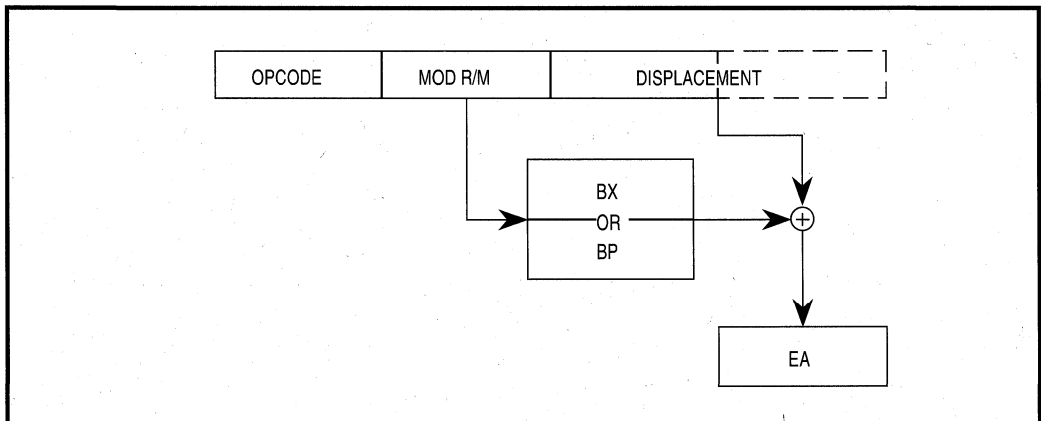 OPCODE
MOD R/M
DISPLACEMENT
BX
OR
BP
+
EA